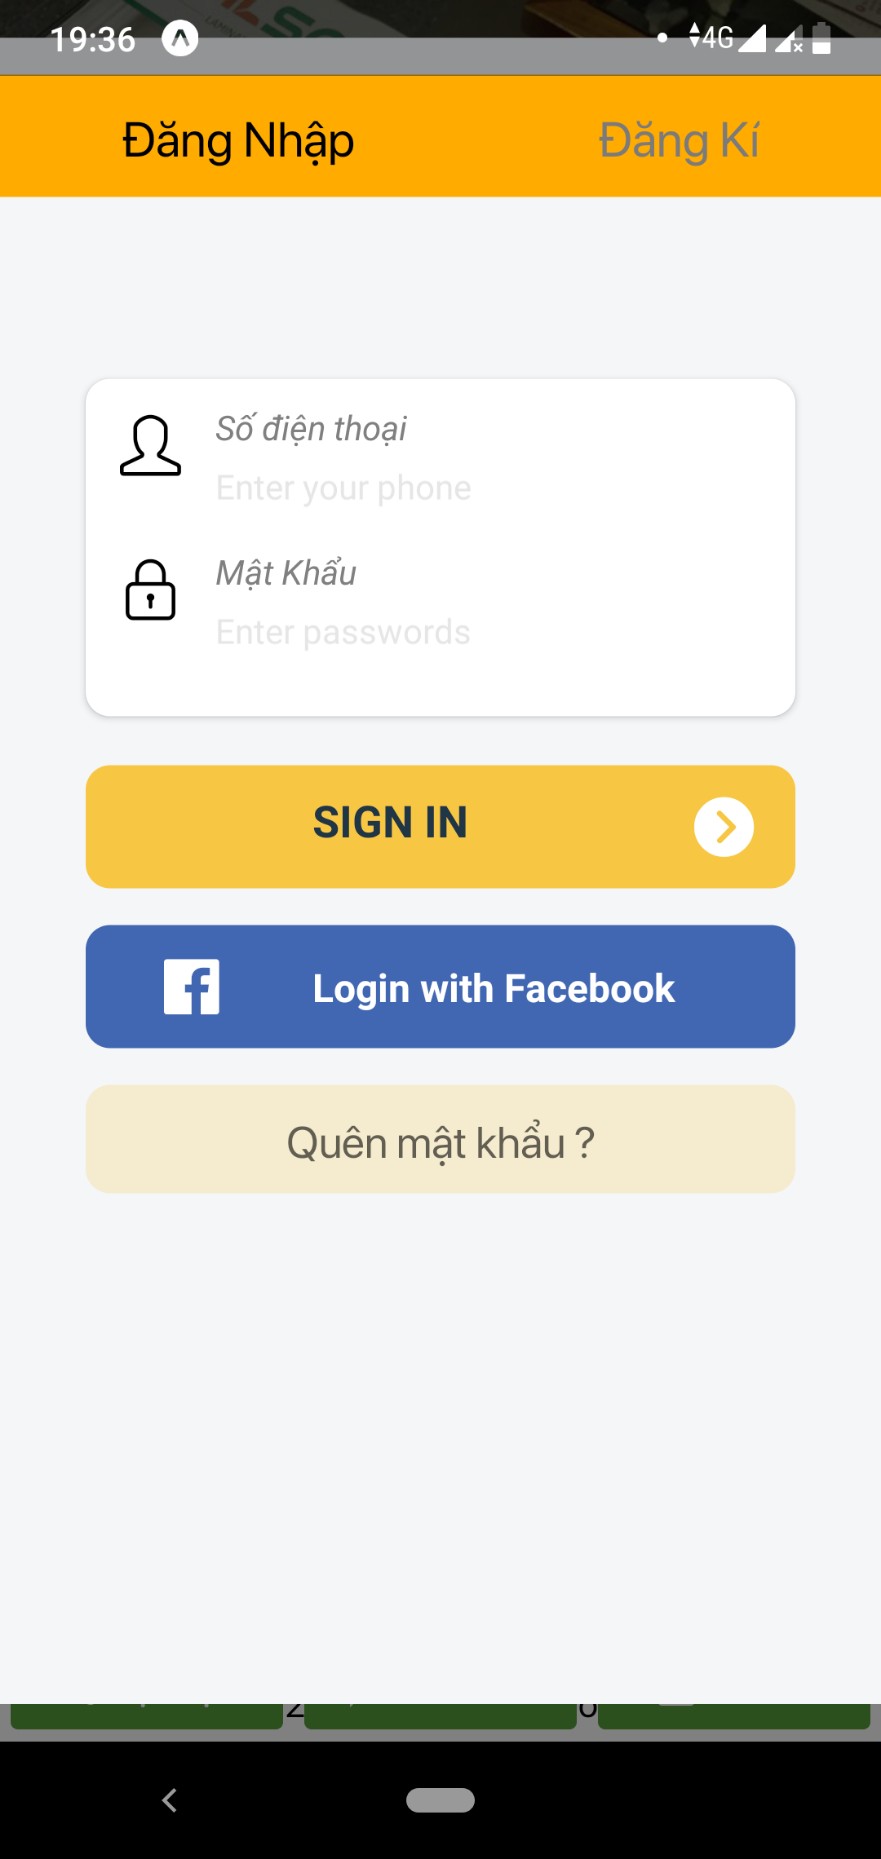 19:36
4G
Đăng Nhập
Đăng Kí
Số điện thoại
Enter your phone
Mật Khẩu
Enter passwords
SIGN IN
Login with Facebook
Quên mật khẩu ?